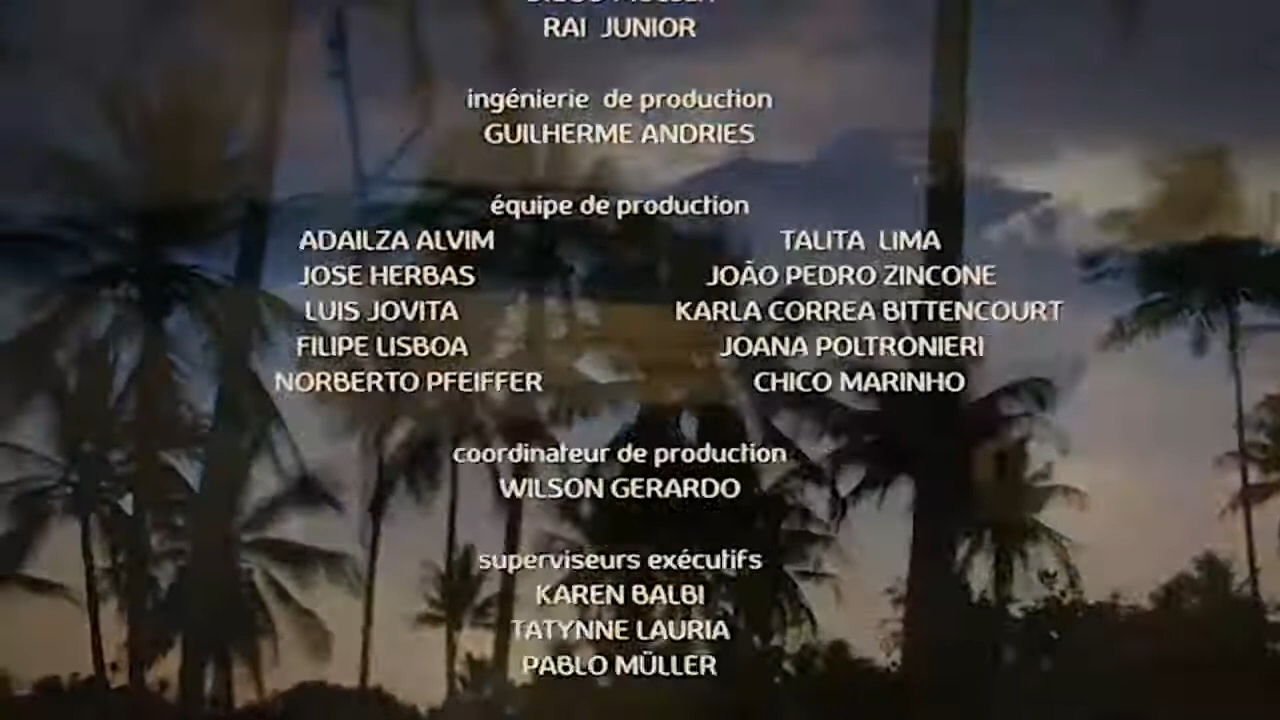 RAI JUNIOR
ingénierie de production
GUILHERME ANDRIES
équipe de production
ADAILZA ALVIM TALITA LIMA
JOSE HERBAS JOÃO PEDRO ZINCONE
LUIS JOVITA KARLA CORREA BITTENCOURT
FILIPE LISBOA JOANA POLTRONIERI
NORBERTO PFEIFFER CHICO MARINHO
coordinateur de production
WILSON GERARDO
superviseurs exécutifs
KAREN BALBI
TATYNNE LAURIA
PABLO MÜLLER